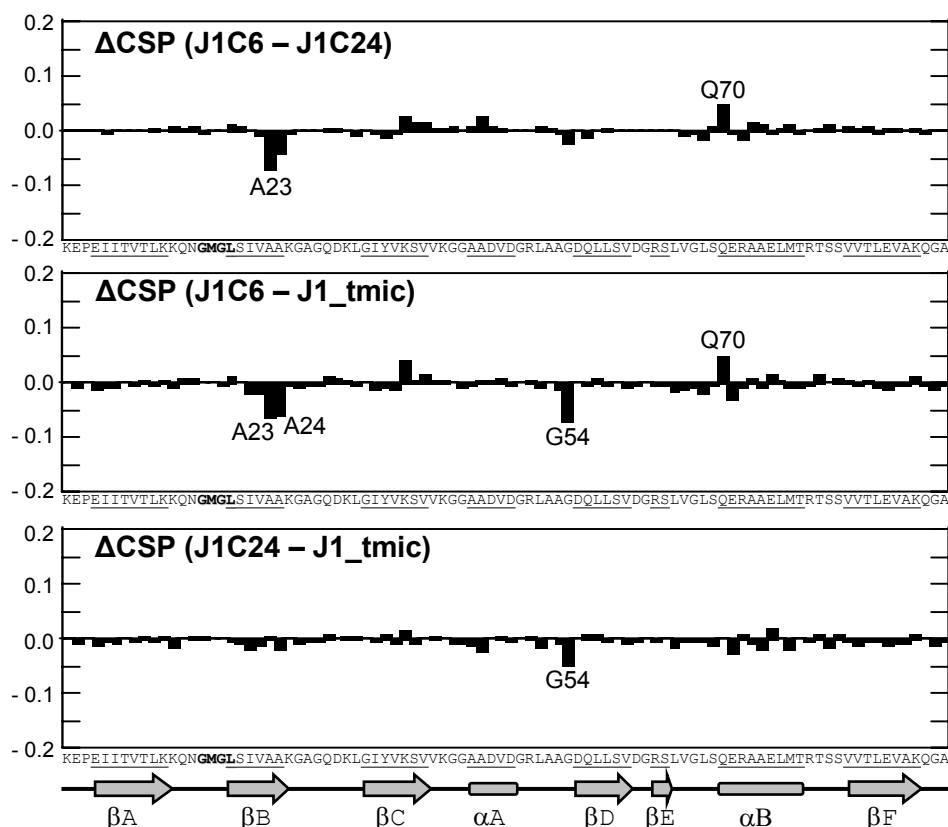 0.2
ΔCSP (J1C6 – J1C24)
0.1
Q70
0.0
- 0.1
A23
- 0.2
KEPEIITVTLKKQNGMGLSIVAAKGAGQDKLGIYVKSVVKGGAADVDGRLAAGDQLLSVDGRSLVGLSQERAAELMTRTSSVVTLEVAKQGA
0.2
ΔCSP (J1C6 – J1_tmic)
0.1
Q70
0.0
A23 A24
G54
- 0.1
- 0.2
KEPEIITVTLKKQNGMGLSIVAAKGAGQDKLGIYVKSVVKGGAADVDGRLAAGDQLLSVDGRSLVGLSQERAAELMTRTSSVVTLEVAKQGA
0.2
ΔCSP (J1C24 – J1_tmic)
0.1
0.0
G54
- 0.1
- 0.2
KEPEIITVTLKKQNGMGLSIVAAKGAGQDKLGIYVKSVVKGGAADVDGRLAAGDQLLSVDGRSLVGLSQERAAELMTRTSSVVTLEVAKQGA
βA βB βC αA βD βE αB βF